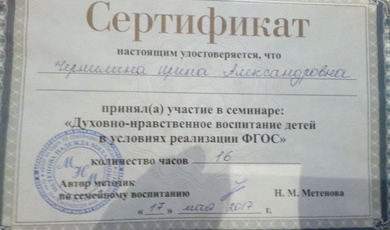 Сертификат
настоящим удостоверяется, что
Чермилина Ирина Александровна
принял(а) участие в семинаре:
«Духовно-нравственное воспитание детей
в условиях реализации ФГОС»
количество часов 16
Автор методик
по семейному воспитанию Н. М. Метенова
« 17 » мая 2017 г.